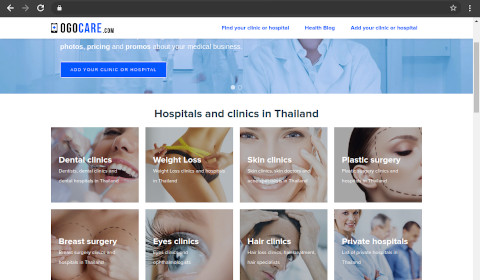 OGOCARE.COM
Find your clinic or hospital
Health Blog
Add your clinic or hospital
photos, pricing and promos about your medical business.
ADD YOUR CLINIC OR HOSPITAL
Hospitals and clinics in Thailand
Dental clinics
Dentists, dental clinics and
dental hospitals in Thailand
Weight Loss
Weight Loss clinics and hospitals
in Thailand
Skin clinics
Skin clinics, skin doctors and
in Thailand
Plastic surgery
Plastic surgery clinics and
hospitals in Thailand
Breast surgery
Breast surgery clinics and
hospitals in Thailand
Eyes clinics
Eyes clinics and
ophthalmologists
Hair clinics
Hair loss clinics, hair treatment,
hair specialists
Private hospitals
List of private hospitals in
Thailand